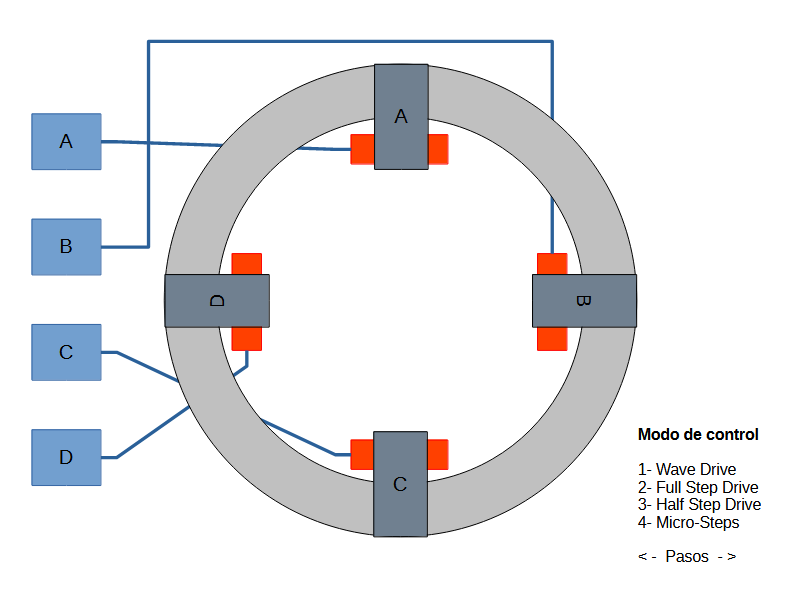 A
A
B
D
B
C
D
C
Modo de control
1- Wave Drive
2- Full Step Drive
3- Half Step Drive
4- Micro-Steps
< - Pasos - >